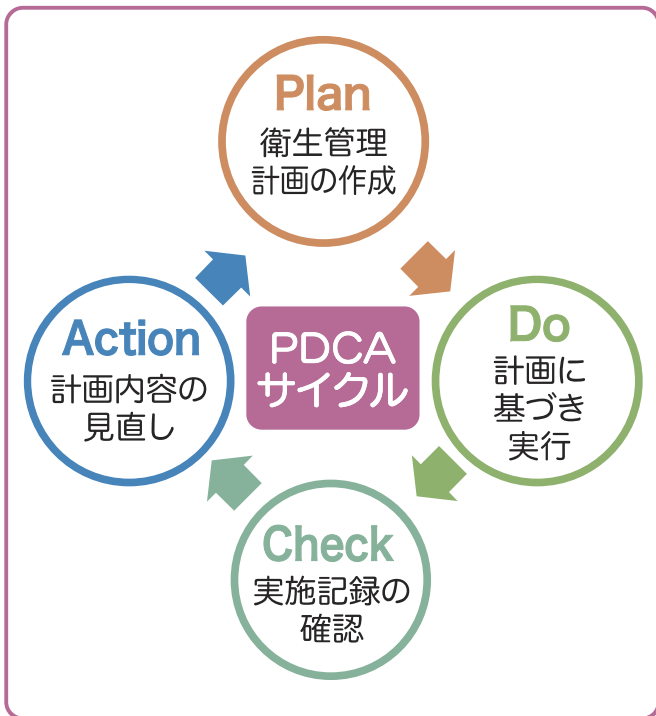 Plan
衛生管理
計画の作成
Action
計画内容の
見直し
PDCA
サイクル
Do
計画に
基づき
実行
Check
実施記録の
確認